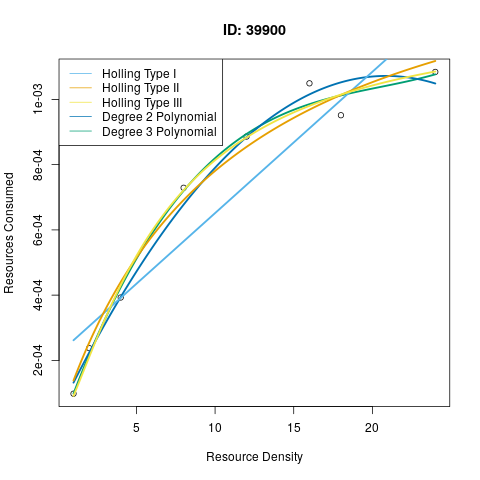 ID: 39900
Holling Type I
Holling Type II
Holling Type III
Degree 2 Polynomial
Degree 3 Polynomial
Resources Consumed
1e-03
8e-04
6e-04
4e-04
2e-04
5 10 15 20
Resource Density